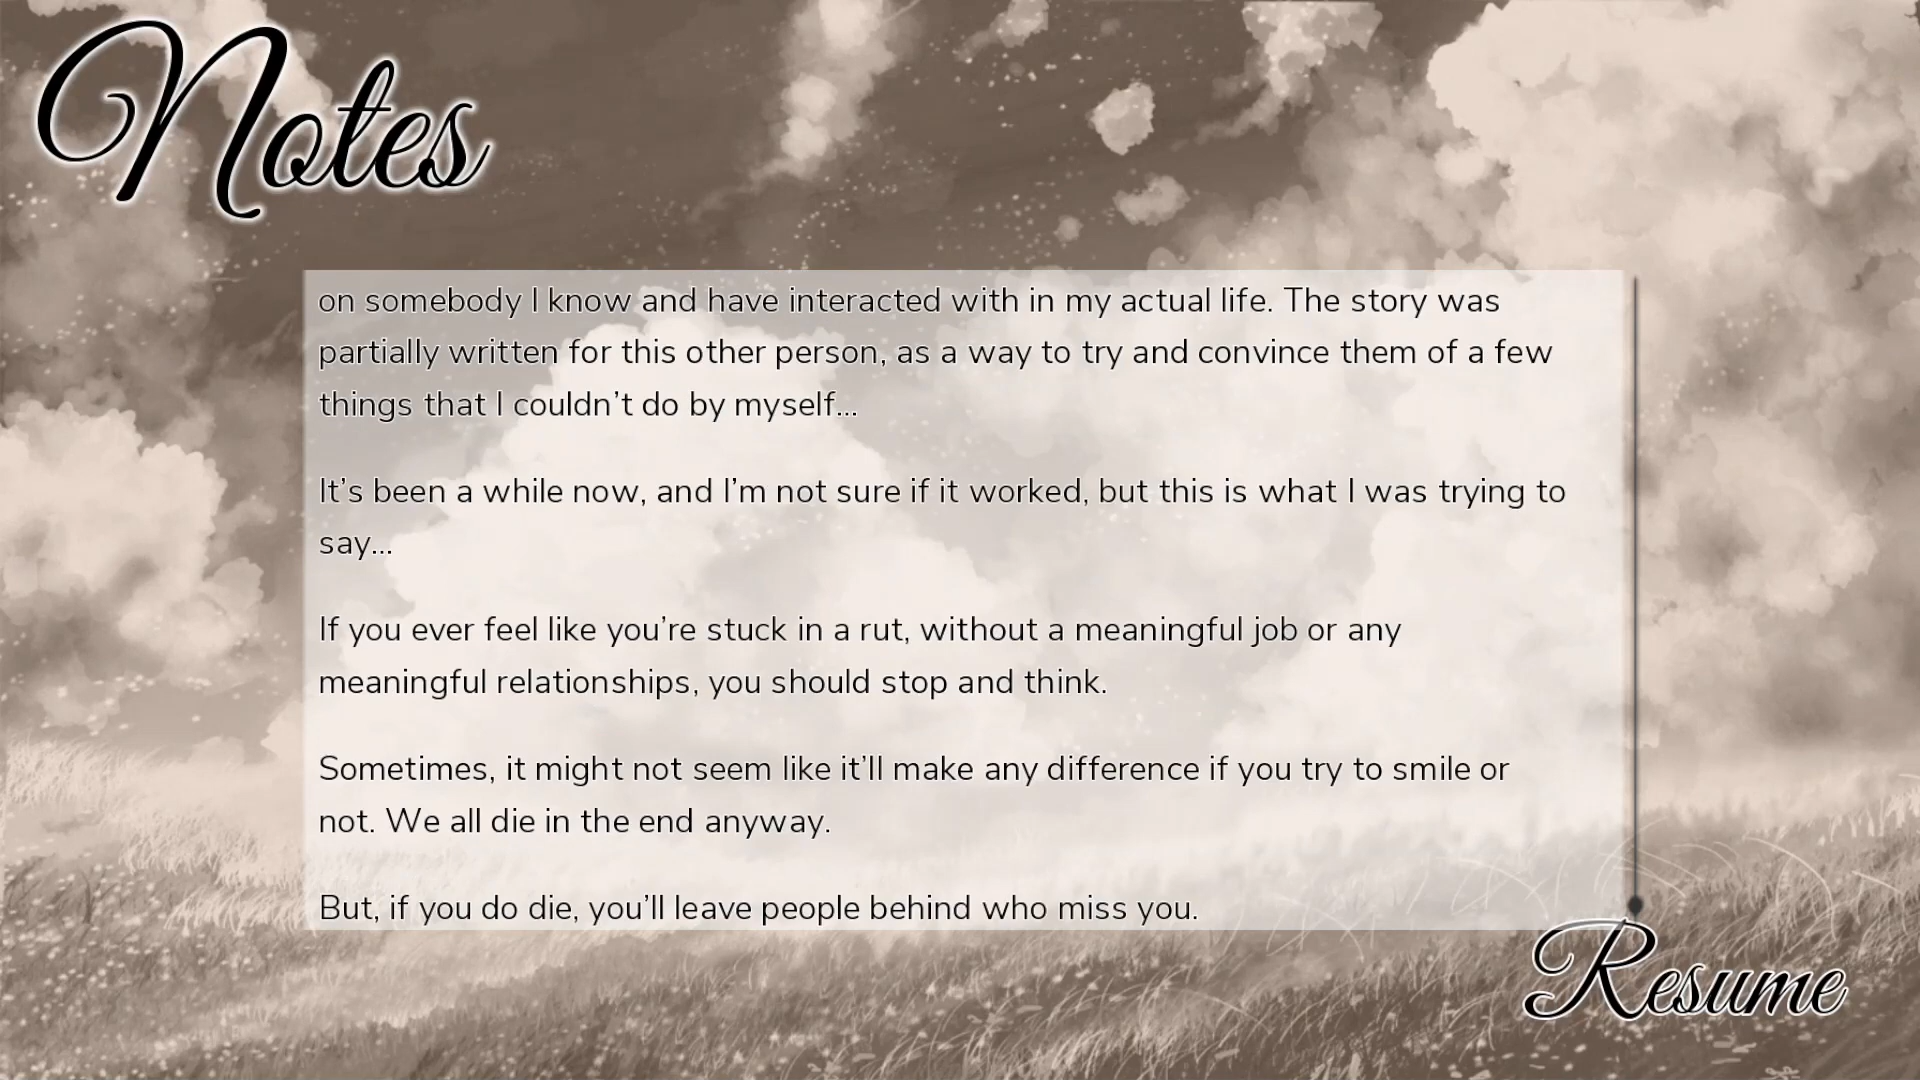 Notes
on somebody I know and have interacted with in my actual life. The story was
partially written for this other person, as a way to try and convince them of a few
things that I couldn’t do by myself...
It’s been a while now, and I’m not sure if it worked, but this is what I was trying to
say...
If you ever feel like you’re stuck in a rut, without a meaningful job or any
meaningful relationships, you should stop and think.
Sometimes, it might not seem like it’ll make any difference if you try to smile or
not. We all die in the end anyway.
But, if you do die, you’ll leave people behind who miss you.
Resume